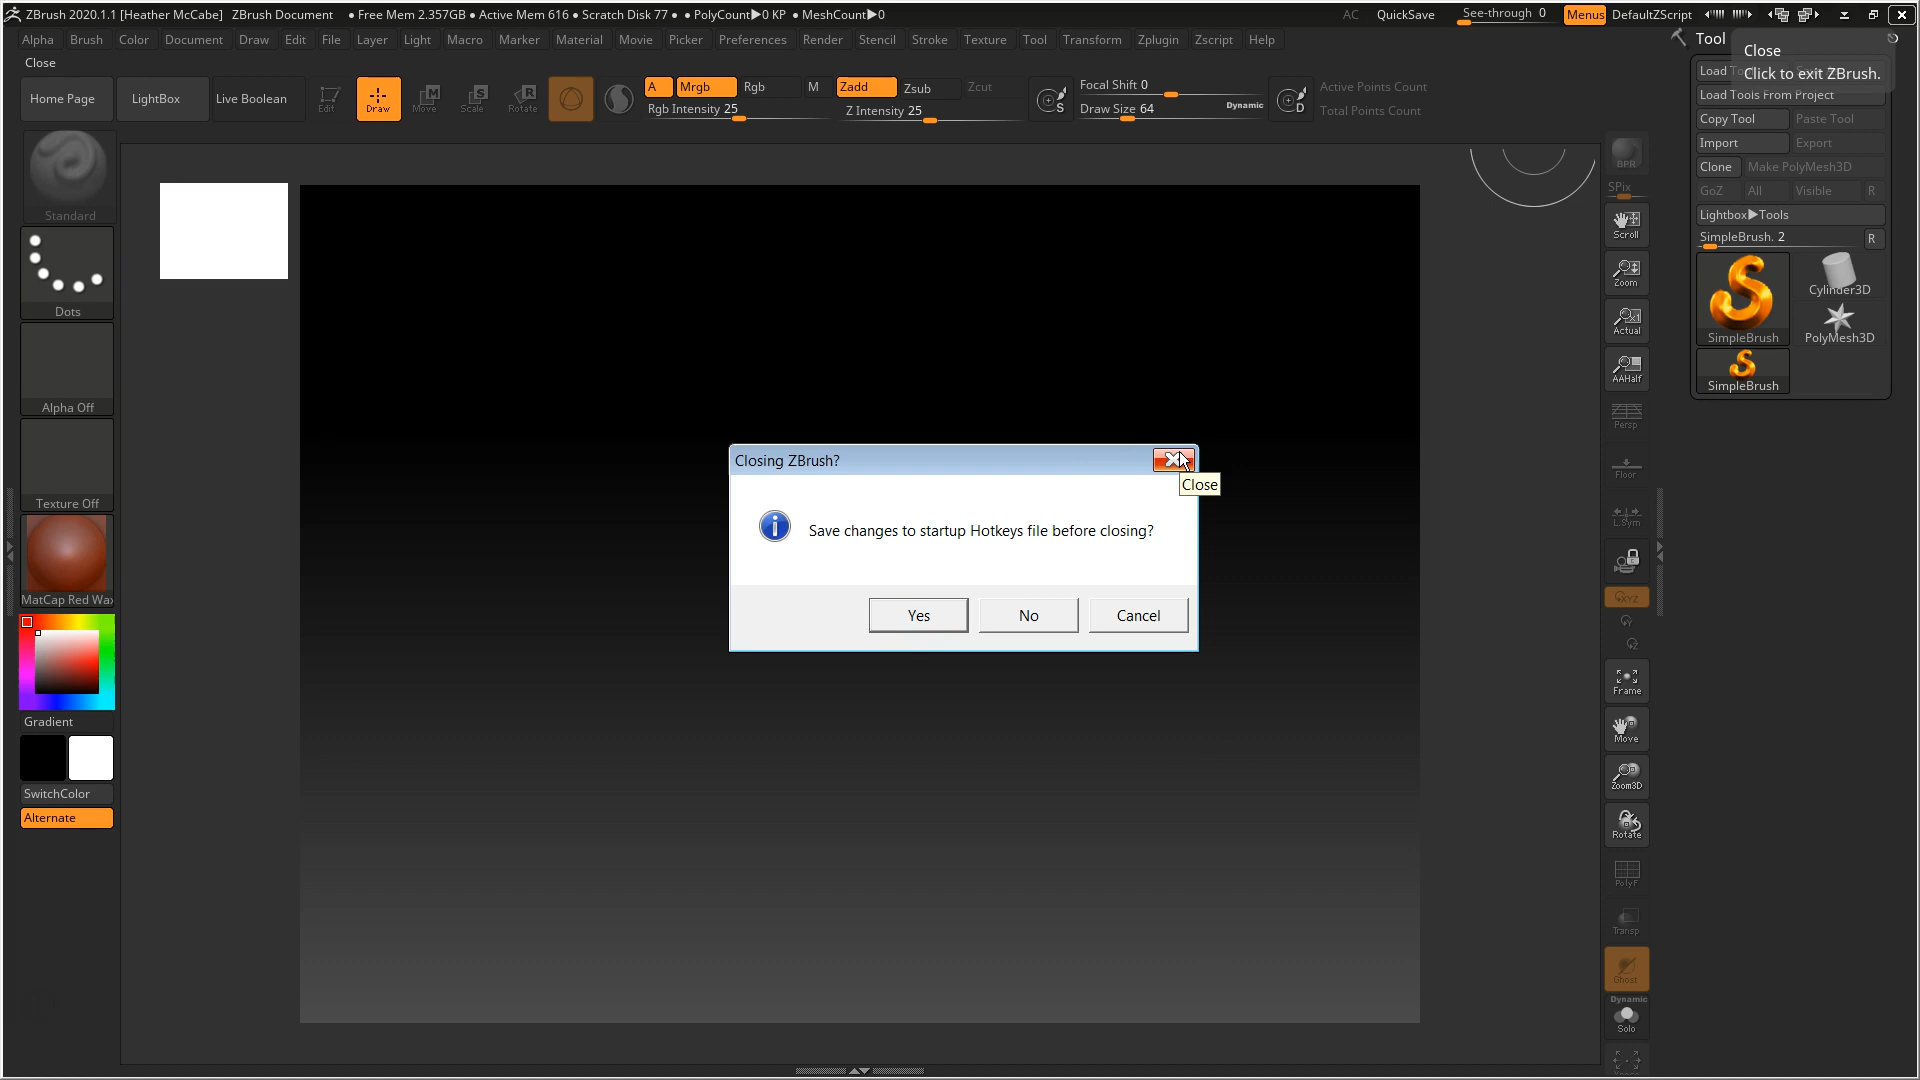 ZBrush 2020.1.1 [Heather McCabe] ZBrush Document • Free Mem 2.357GB • Active Mem 616 • Scratch Disk 77 • • PolyCount▶0 KP • MeshCount▶0 AC QuickSave See-through 0 Menus DefaultZScript
Alpha Brush Color Document Draw Edit File Layer Light Macro Marker Material Movie Picker Preferences Render Stencil Stroke Texture Tool Transform Zplugin Zscript Help
Close
Home Page LightBox Live Boolean Edit Draw Move Scale Rotate
A Mrgb Rgb M Zadd Zsub Zcut
Rgb Intensity 25 Z Intensity 25
S
Focal Shift 0
Draw Size 64 Dynamic
D
Active Points Count
Total Points Count
Tool
Close
Click to exit ZBrush.
Load
Load Tools From Project
Copy Tool Paste Tool
Import Export
Clone Make PolyMesh3D
GoZ All Visible R
Lightbox▶Tools
SimpleBrush. 2 R
Cylinder3D
SimpleBrush PolyMesh3D
SimpleBrush
Standard
Dots
Alpha Off
Texture Off
MatCap Red Wax
Gradient
SwitchColor
Alternate
Closing ZBrush?
Close
Save changes to startup Hotkeys file before closing?
Yes No Cancel
BPR
SPix
Scroll
Zoom
Actual
AAHalf
Persp
Floor
L.Sym
XYZ
Y
Z
Frame
Move
Zoom3D
Rotate
PolyF
Transp
Ghost
Dynamic
Solo